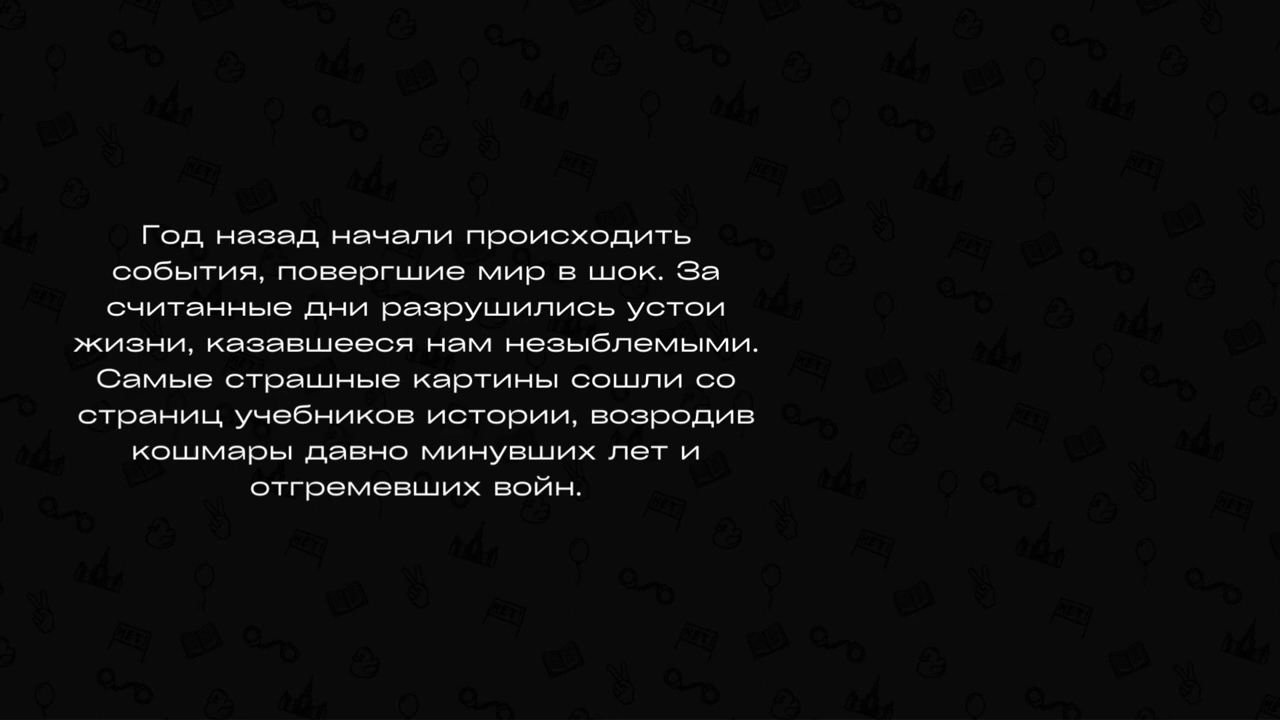 Год назад начали происходить
события, повергшие мир в шок. За
считанные дни разрушились устои
жизни, казавшееся нам незыблемыми.
Самые страшные картины сошли со
страниц учебников истории, возродив
кошмары давно минувших лет и
отгремевших войн.